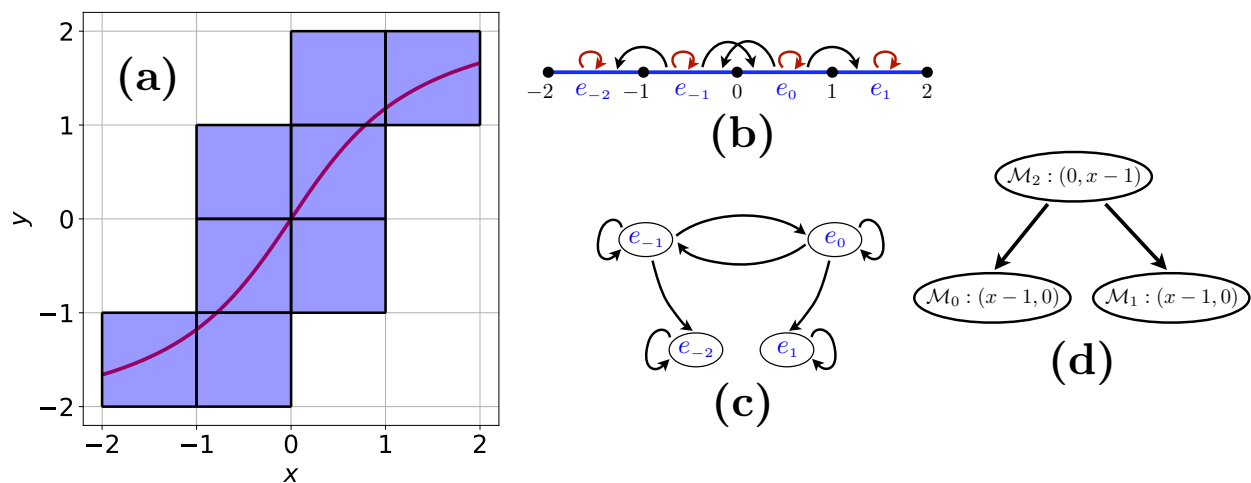 (a)
y
2
1
0
−1
−2
−2 −1 0 1 2
x
e₋₂ e₋₁ e₀ e₁
−2 −1 0 1 2
(b)
e₋₁ e₀
e₋₂ e₁
(c)
ℳ₂ : (0, x − 1)
ℳ₀ : (x − 1, 0) ℳ₁ : (x − 1, 0)
(d)